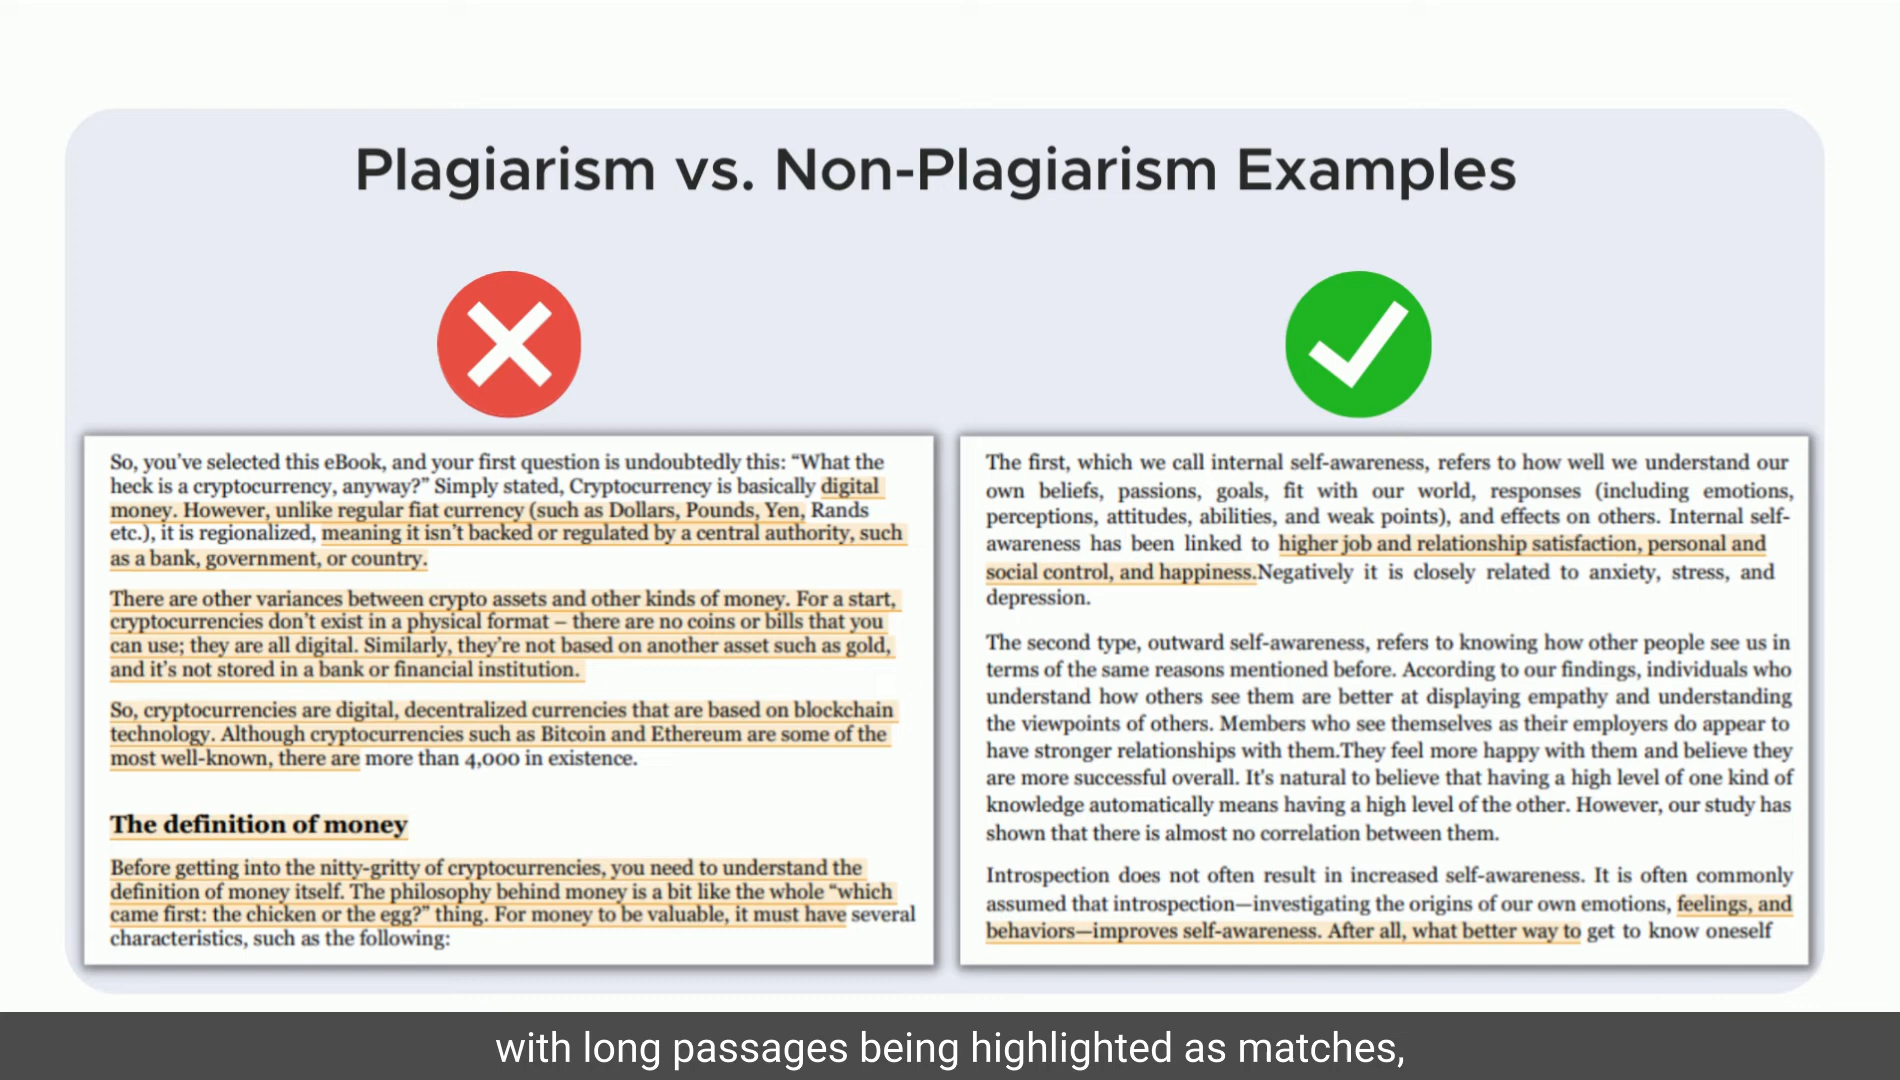 Plagiarism vs. Non-Plagiarism Examples
So, you've selected this eBook, and your first question is undoubtedly this: “What the
heck is a cryptocurrency, anyway?” Simply stated, Cryptocurrency is basically digital
money. However, unlike regular fiat currency (such as Dollars, Pounds, Yen, Rands
etc.), it is regionalized, meaning it isn't backed or regulated by a central authority, such
as a bank, government, or country.
There are other variances between crypto assets and other kinds of money. For a start,
cryptocurrencies don't exist in a physical format – there are no coins or bills that you
can use; they are all digital. Similarly, they're not based on another asset such as gold,
and it's not stored in a bank or financial institution.
So, cryptocurrencies are digital, decentralized currencies that are based on blockchain
technology. Although cryptocurrencies such as Bitcoin and Ethereum are some of the
most well-known, there are more than 4,000 in existence.
The definition of money
Before getting into the nitty-gritty of cryptocurrencies, you need to understand the
definition of money itself. The philosophy behind money is a bit like the whole “which
came first: the chicken or the egg?” thing. For money to be valuable, it must have several
characteristics, such as the following:
The first, which we call internal self-awareness, refers to how well we understand our
own beliefs, passions, goals, fit with our world, responses (including emotions,
perceptions, attitudes, abilities, and weak points), and effects on others. Internal self-
awareness has been linked to higher job and relationship satisfaction, personal and
social control, and happiness.Negatively it is closely related to anxiety, stress, and
depression.
The second type, outward self-awareness, refers to knowing how other people see us in
terms of the same reasons mentioned before. According to our findings, individuals who
understand how others see them are better at displaying empathy and understanding
the viewpoints of others. Members who see themselves as their employers do appear to
have stronger relationships with them.They feel more happy with them and believe they
are more successful overall. It's natural to believe that having a high level of one kind of
knowledge automatically means having a high level of the other. However, our study has
shown that there is almost no correlation between them.
Introspection does not often result in increased self-awareness. It is often commonly
assumed that introspection—investigating the origins of our own emotions, feelings, and
behaviors—improves self-awareness. After all, what better way to get to know oneself
with long passages being highlighted as matches,